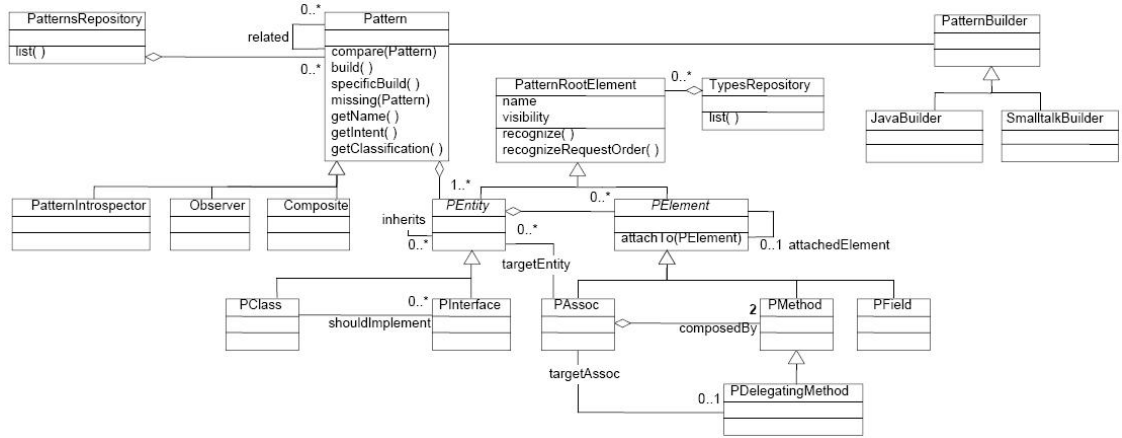 0..*
PatternsRepository
Pattern
PatternBuilder
related
list( )
compare(Pattern)
0..*
build( )
specificBuild( )
missing(Pattern)
getName( )
getIntent( )
getClassification( )
PatternRootElement
0..*
TypesRepository
name
visibility
list( )
recognize( )
recognizeRequestOrder( )
JavaBuilder
SmalltalkBuilder
1..*
0..*
PatternIntrospector
Observer
Composite
PEntity
PElement
inherits
0..*
0..*
attachTo(PElement)
0..1
attachedElement
targetEntity
PClass
0..*
PInterface
PAssoc
2
PMethod
PField
shouldImplement
composedBy
targetAssoc
0..1
PDelegatingMethod